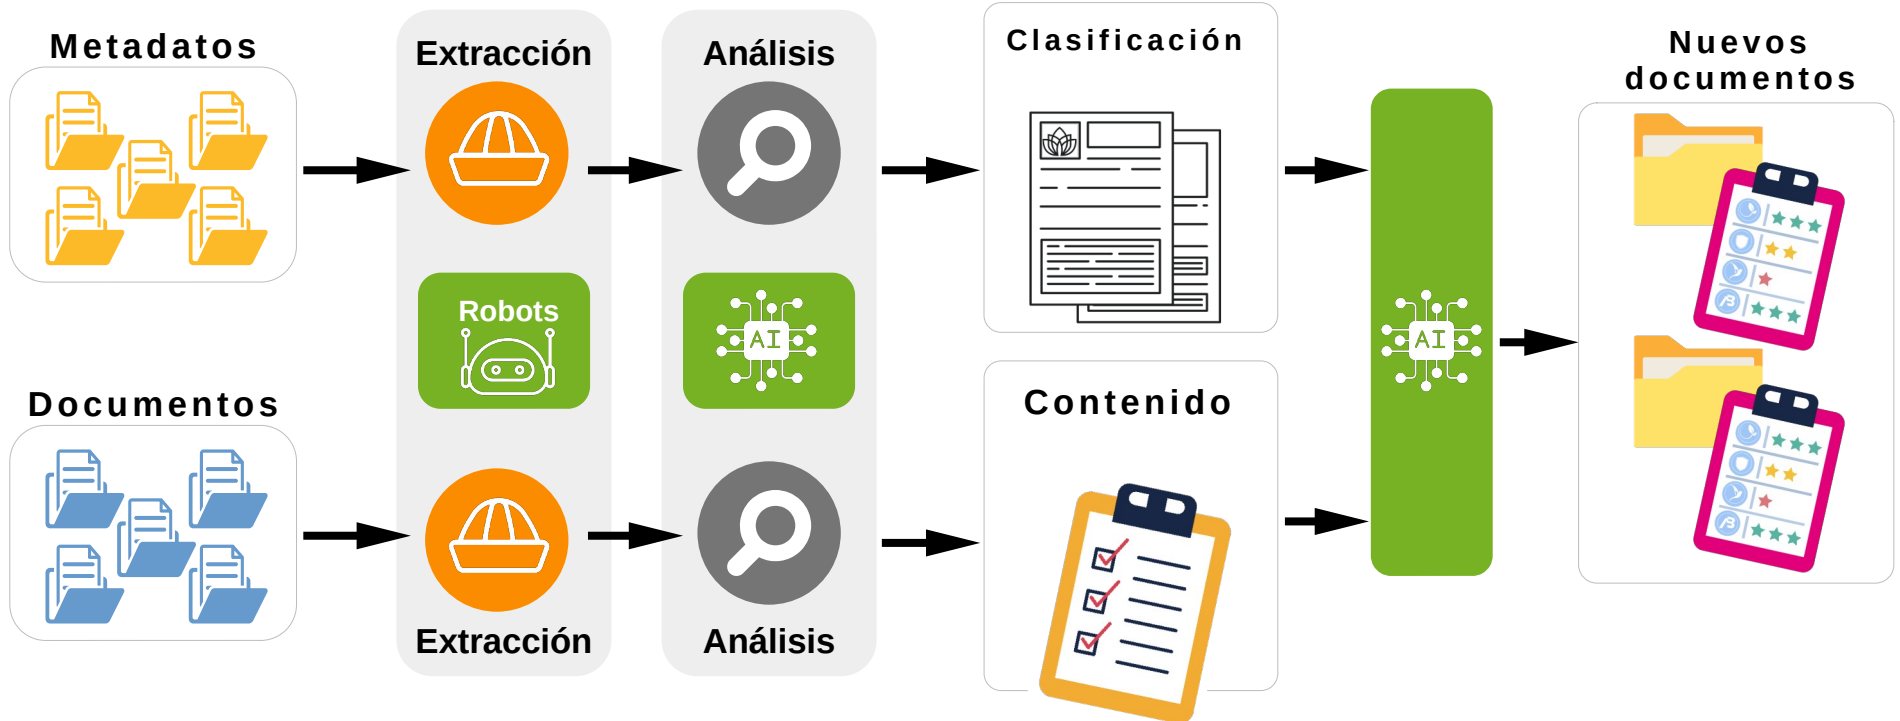 Metadatos
Extracción
Análisis
Clasificación
Nuevos
documentos
Robots
AI
AI
Documentos
Contenido
Extracción
Análisis